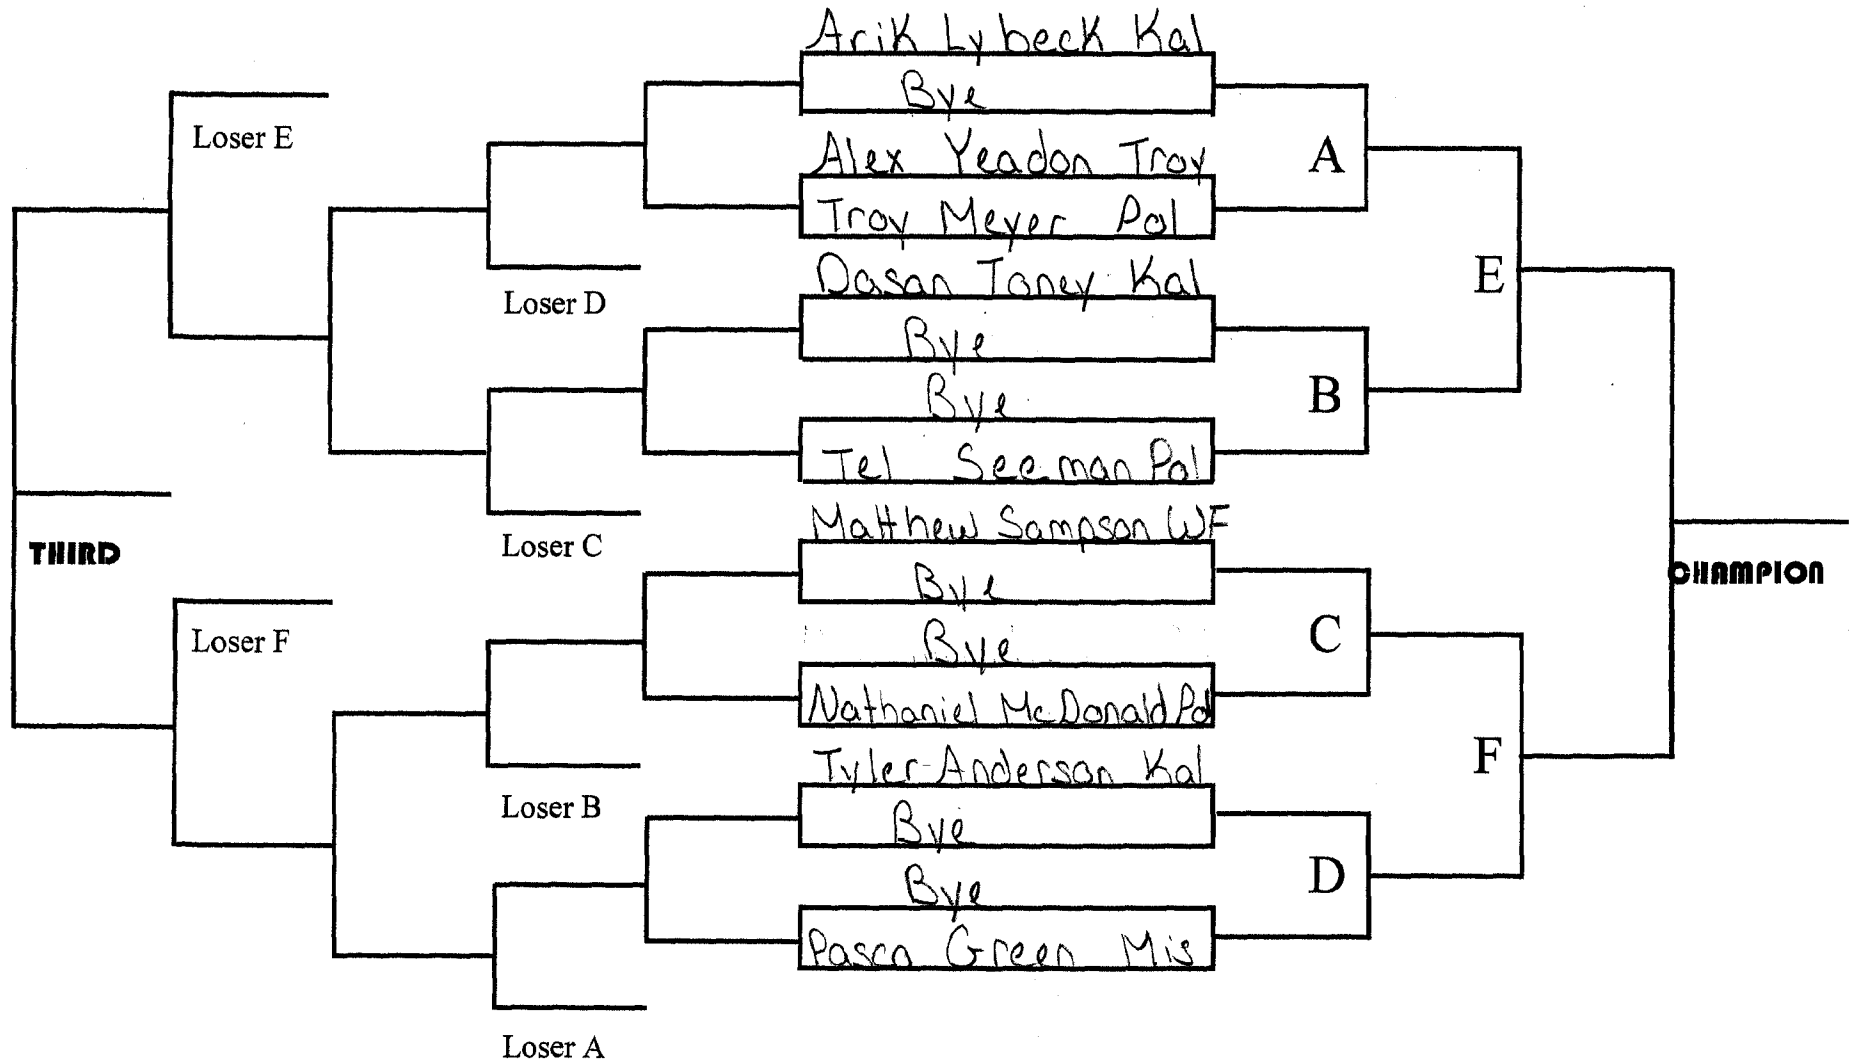 Arik Lybeck Kal
Bye
Loser E
Alex Yeadon Troy
A
Troy Meyer Pol
Dasan Toney Kal
E
Loser D
Bye
Bye
B
Tel Seeman Pol
Matthew Sampson WF
Loser C
THIRD
CHAMPION
Bye
Loser F
Bye
C
Nathaniel McDonald Pol
Tyler Anderson Kal
F
Loser B
Bye
Bye
D
Pasco Green Mis
Loser A